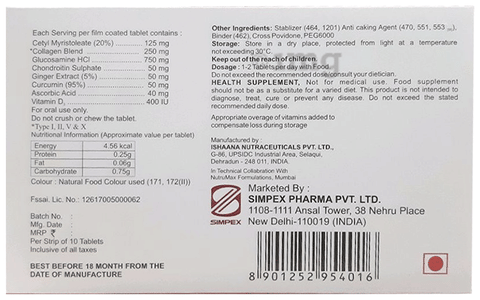 Each Serving per film coated tablet contains :
Cetyl Myristoleate (20%) ........ 125 mg
*Collagen Blend ........ 250 mg
Glucosamine HCl ........ 750 mg
Chondroitin Sulphate ........ 50 mg
Ginger Extract (5%) ........ 50 mg
Curcumin (95%) ........ 50 mg
Ascorbic Acid ........ 40 mg
Vitamin D₃ ........ 400 IU
For oral use only.
Do not crush or chew the tablet.
*Type I, II, V & X
Nutritional Information (Approximate value per tablet)
Energy 4.56 kcal
Protein 0.25g
Fat 0.06g
Carbohydrate 0.75g
Colour : Natural Food Colour used (171, 172(II))
Fssai. Lic No. : 12617005000062
Batch No. :
Mfg. Date :
MRP ₹ :
Per Strip of 10 Tablets
Inclusive of all taxes
BEST BEFORE 18 MONTH FROM THE
DATE OF MANUFACTURE
Other Ingredients: Stablizer (464, 1201) Anti caking Agent (470, 551, 553 (iii)),
Binder (462), Cross Povidone, PEG6000
Storage: Store in a dry place, protected from light at a temperature
not exceeding 30°C.
Keep out of the reach of children.
Dosage : 1-2 Tablets per day with Food.
Do not exceed the recommended dose consult your dietician.
HEALTH SUPPLEMENT, Not for medical use. Food supplement
should not be as a substitute for a varied diet. This product is not intended to
diagnose, treat, cure or prevent any disease. Do not exceed the stated
recommended daily dose.
Appropriate overage of vitamins added to
compensate loss during storage
Manufactured by :
ISHAANA NUTRACEUTICALS PVT. LTD.,
G-86, UPSIDC Industrial Area, Selaqui,
Dehradun - 248 011. INDIA.
In Technical Collabration With
NutruMax Formulations, Mumbai
SIMPEX
Marketed By :
SIMPEX PHARMA PVT. LTD.
1108-1111 Ansal Tower, 38 Nehru Place
New Delhi-110019 (INDIA)
8 901252 954016